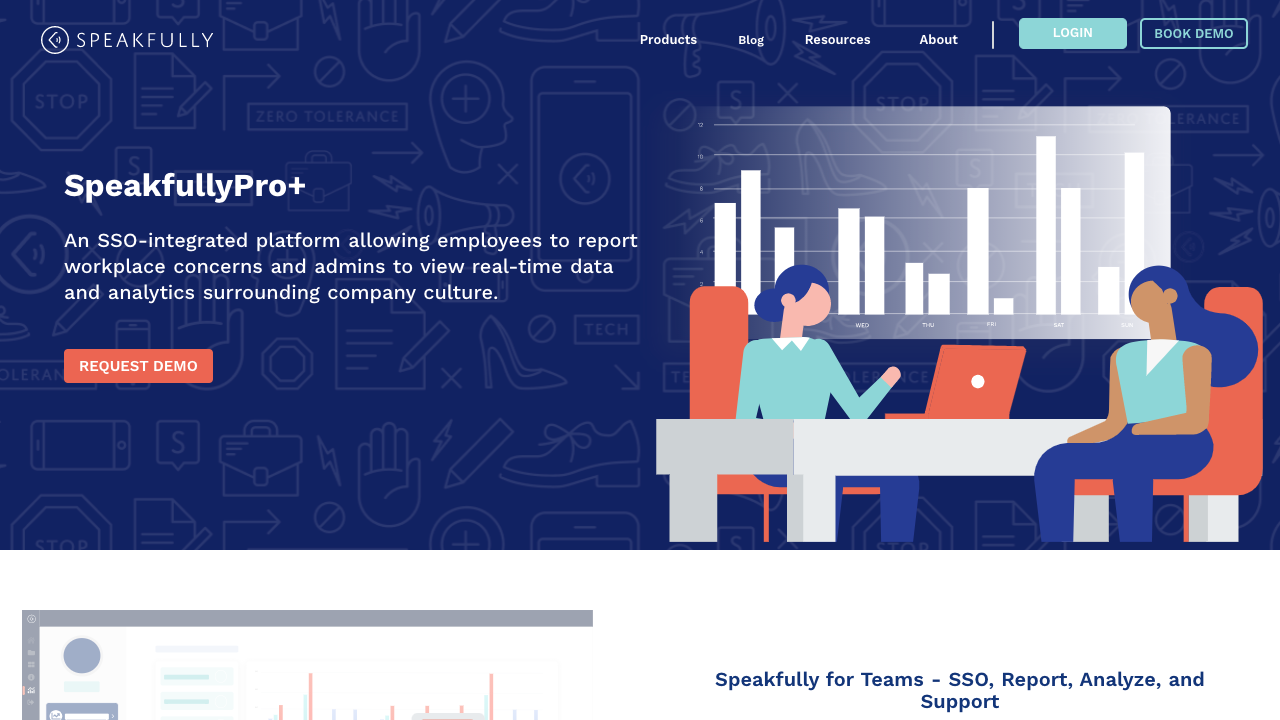 SPEAKFULLY
Products
Blog
Resources
About
LOGIN
BOOK DEMO
STOP
ZERO TOLERANCE
S
SpeakfullyPro+
An SSO-integrated platform allowing employees to report
workplace concerns and admins to view real-time data
and analytics surrounding company culture.
REQUEST DEMO
TECH
12
10
8
6
4
WED
THU
FRI
SAT
SUN
S
STOP
Speakfully for Teams - SSO, Report, Analyze, and
Support